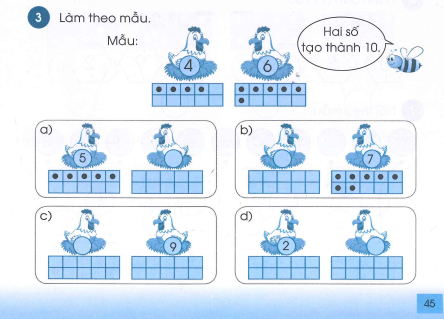 3 Làm theo mẫu.
Mẫu:
4
6
Hai số
tạo thành 10.
a)
5
b)
7
c)
9
d)
2
45